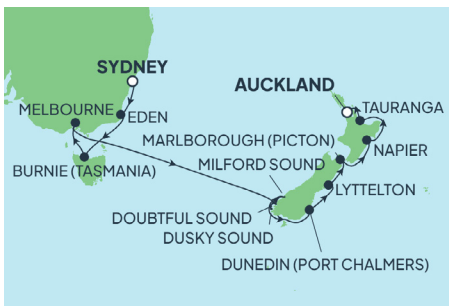 SYDNEY
AUCKLAND
MELBOURNE
EDEN
TAURANGA
MARLBOROUGH (PICTON)
NAPIER
MILFORD SOUND
BURNIE (TASMANIA)
LYTTELTON
DOUBTFUL SOUND
DUSKY SOUND
DUNEDIN (PORT CHALMERS)